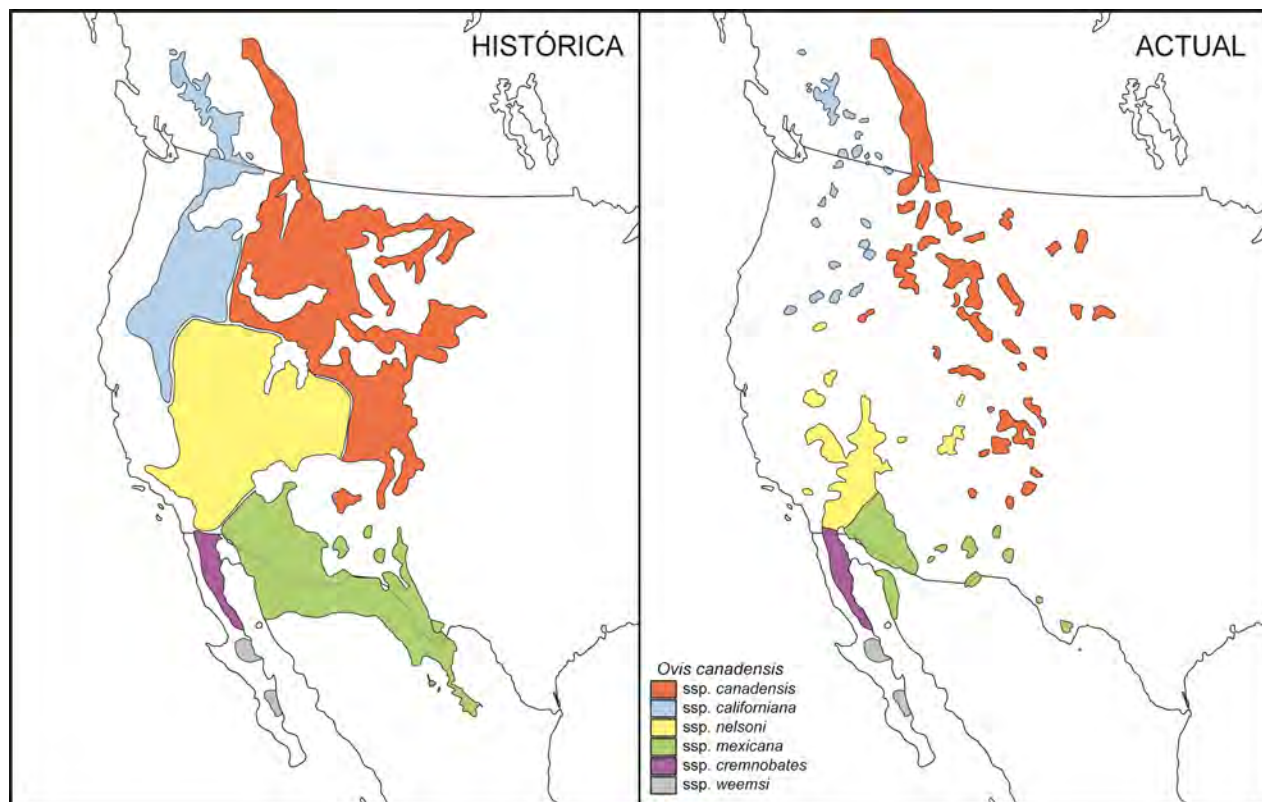 HISTÓRICA
ACTUAL
Ovis canadensis
ssp. canadensis
ssp. californiana
ssp. nelsoni
ssp. mexicana
ssp. cremnobates
ssp. weemsi